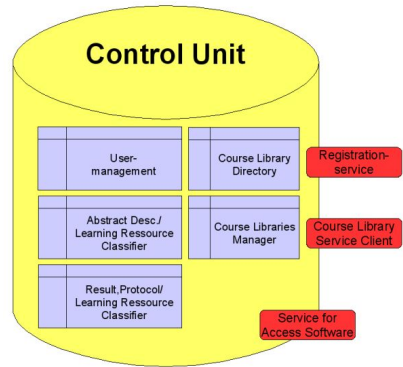 Control Unit
User-
management
Course Library
Directory
Registration-
service
Abstract Desc./
Learning Ressource
Classifier
Course Libraries
Manager
Course Library
Service Client
Result,Protocol/
Learning Ressource
Classifier
Service for
Access Software